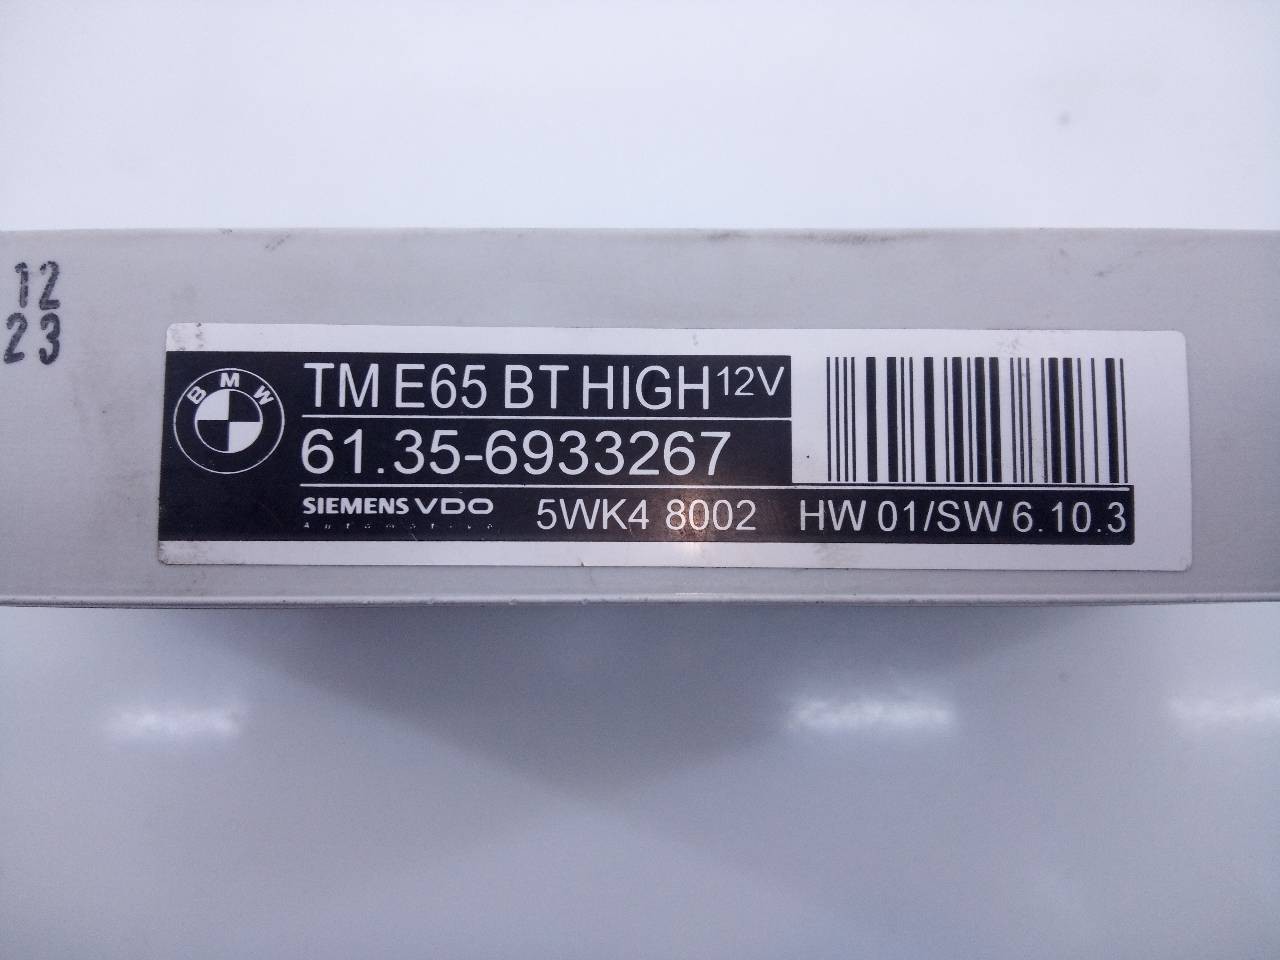 12
23
BMW
TM E65 BT HIGH 12V
61.35-6933267
SIEMENS VDO
Automotive
5WK4 8002 HW 01/SW 6.10.3